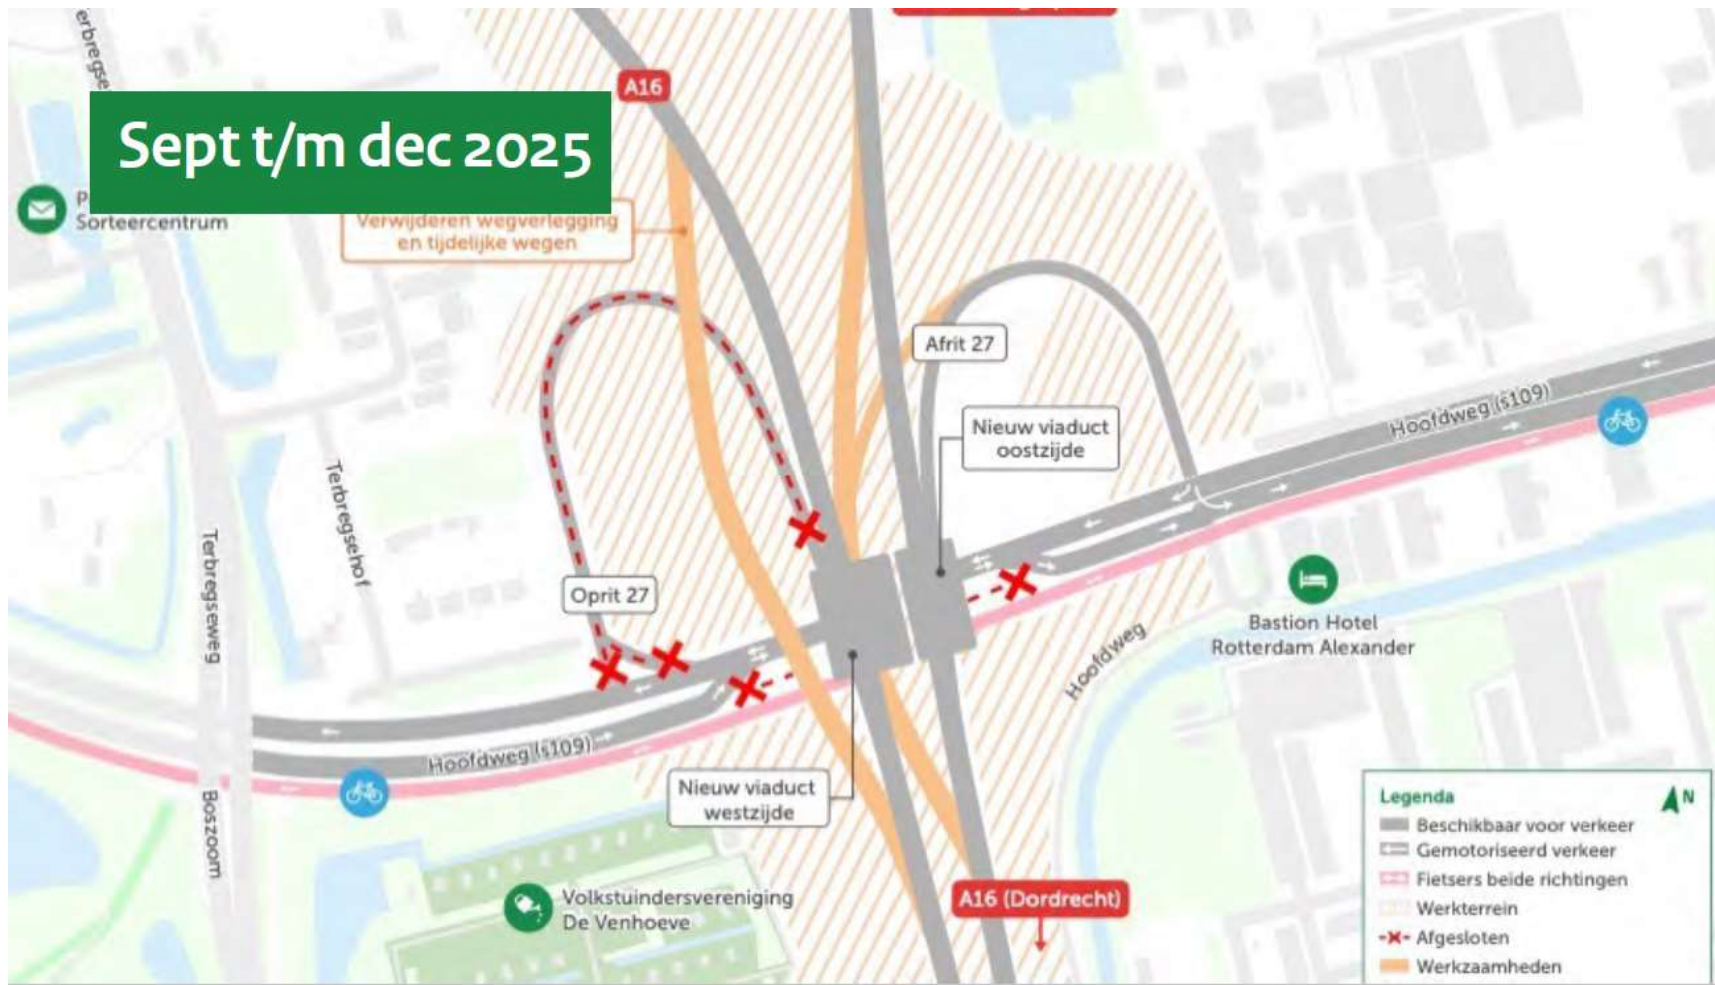 erbregse
A16
Sept t/m dec 2025
P
Sorteercentrum
Verwijderen wegverlegging
en tijdelijke wegen
Afrit 27
Nieuw viaduct
oostzijde
Hoofdweg (s109)
Terbregsehof
Terbregseweg
Oprit 27
Bastion Hotel
Rotterdam Alexander
Hoofdweg
Hoofdweg (s109)
Nieuw viaduct
westzijde
Boszoom
Volkstuindersvereniging
De Venhoeve
A16 (Dordrecht)
Legenda
N
Beschikbaar voor verkeer
Gemotoriseerd verkeer
Fietsers beide richtingen
Werkterrein
Afgesloten
Werkzaamheden